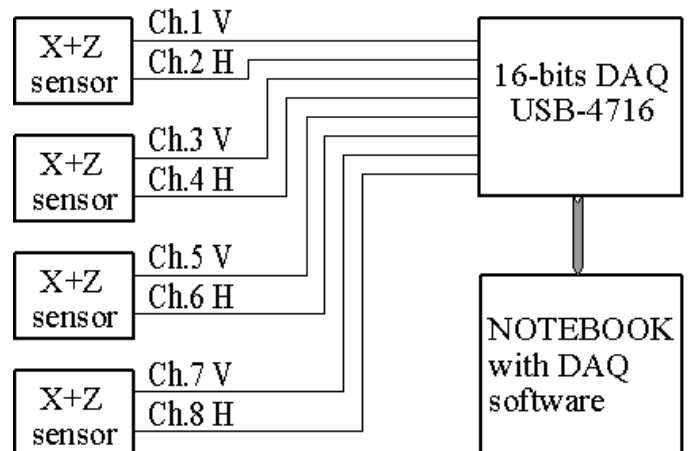 X+Z
sensor
Ch.1 V
Ch.2 H
16-bits DAQ
USB-4716
X+Z
sensor
Ch.3 V
Ch.4 H
X+Z
sensor
Ch.5 V
Ch.6 H
NOTEBOOK
with DAQ
software
X+Z
sensor
Ch.7 V
Ch.8 H